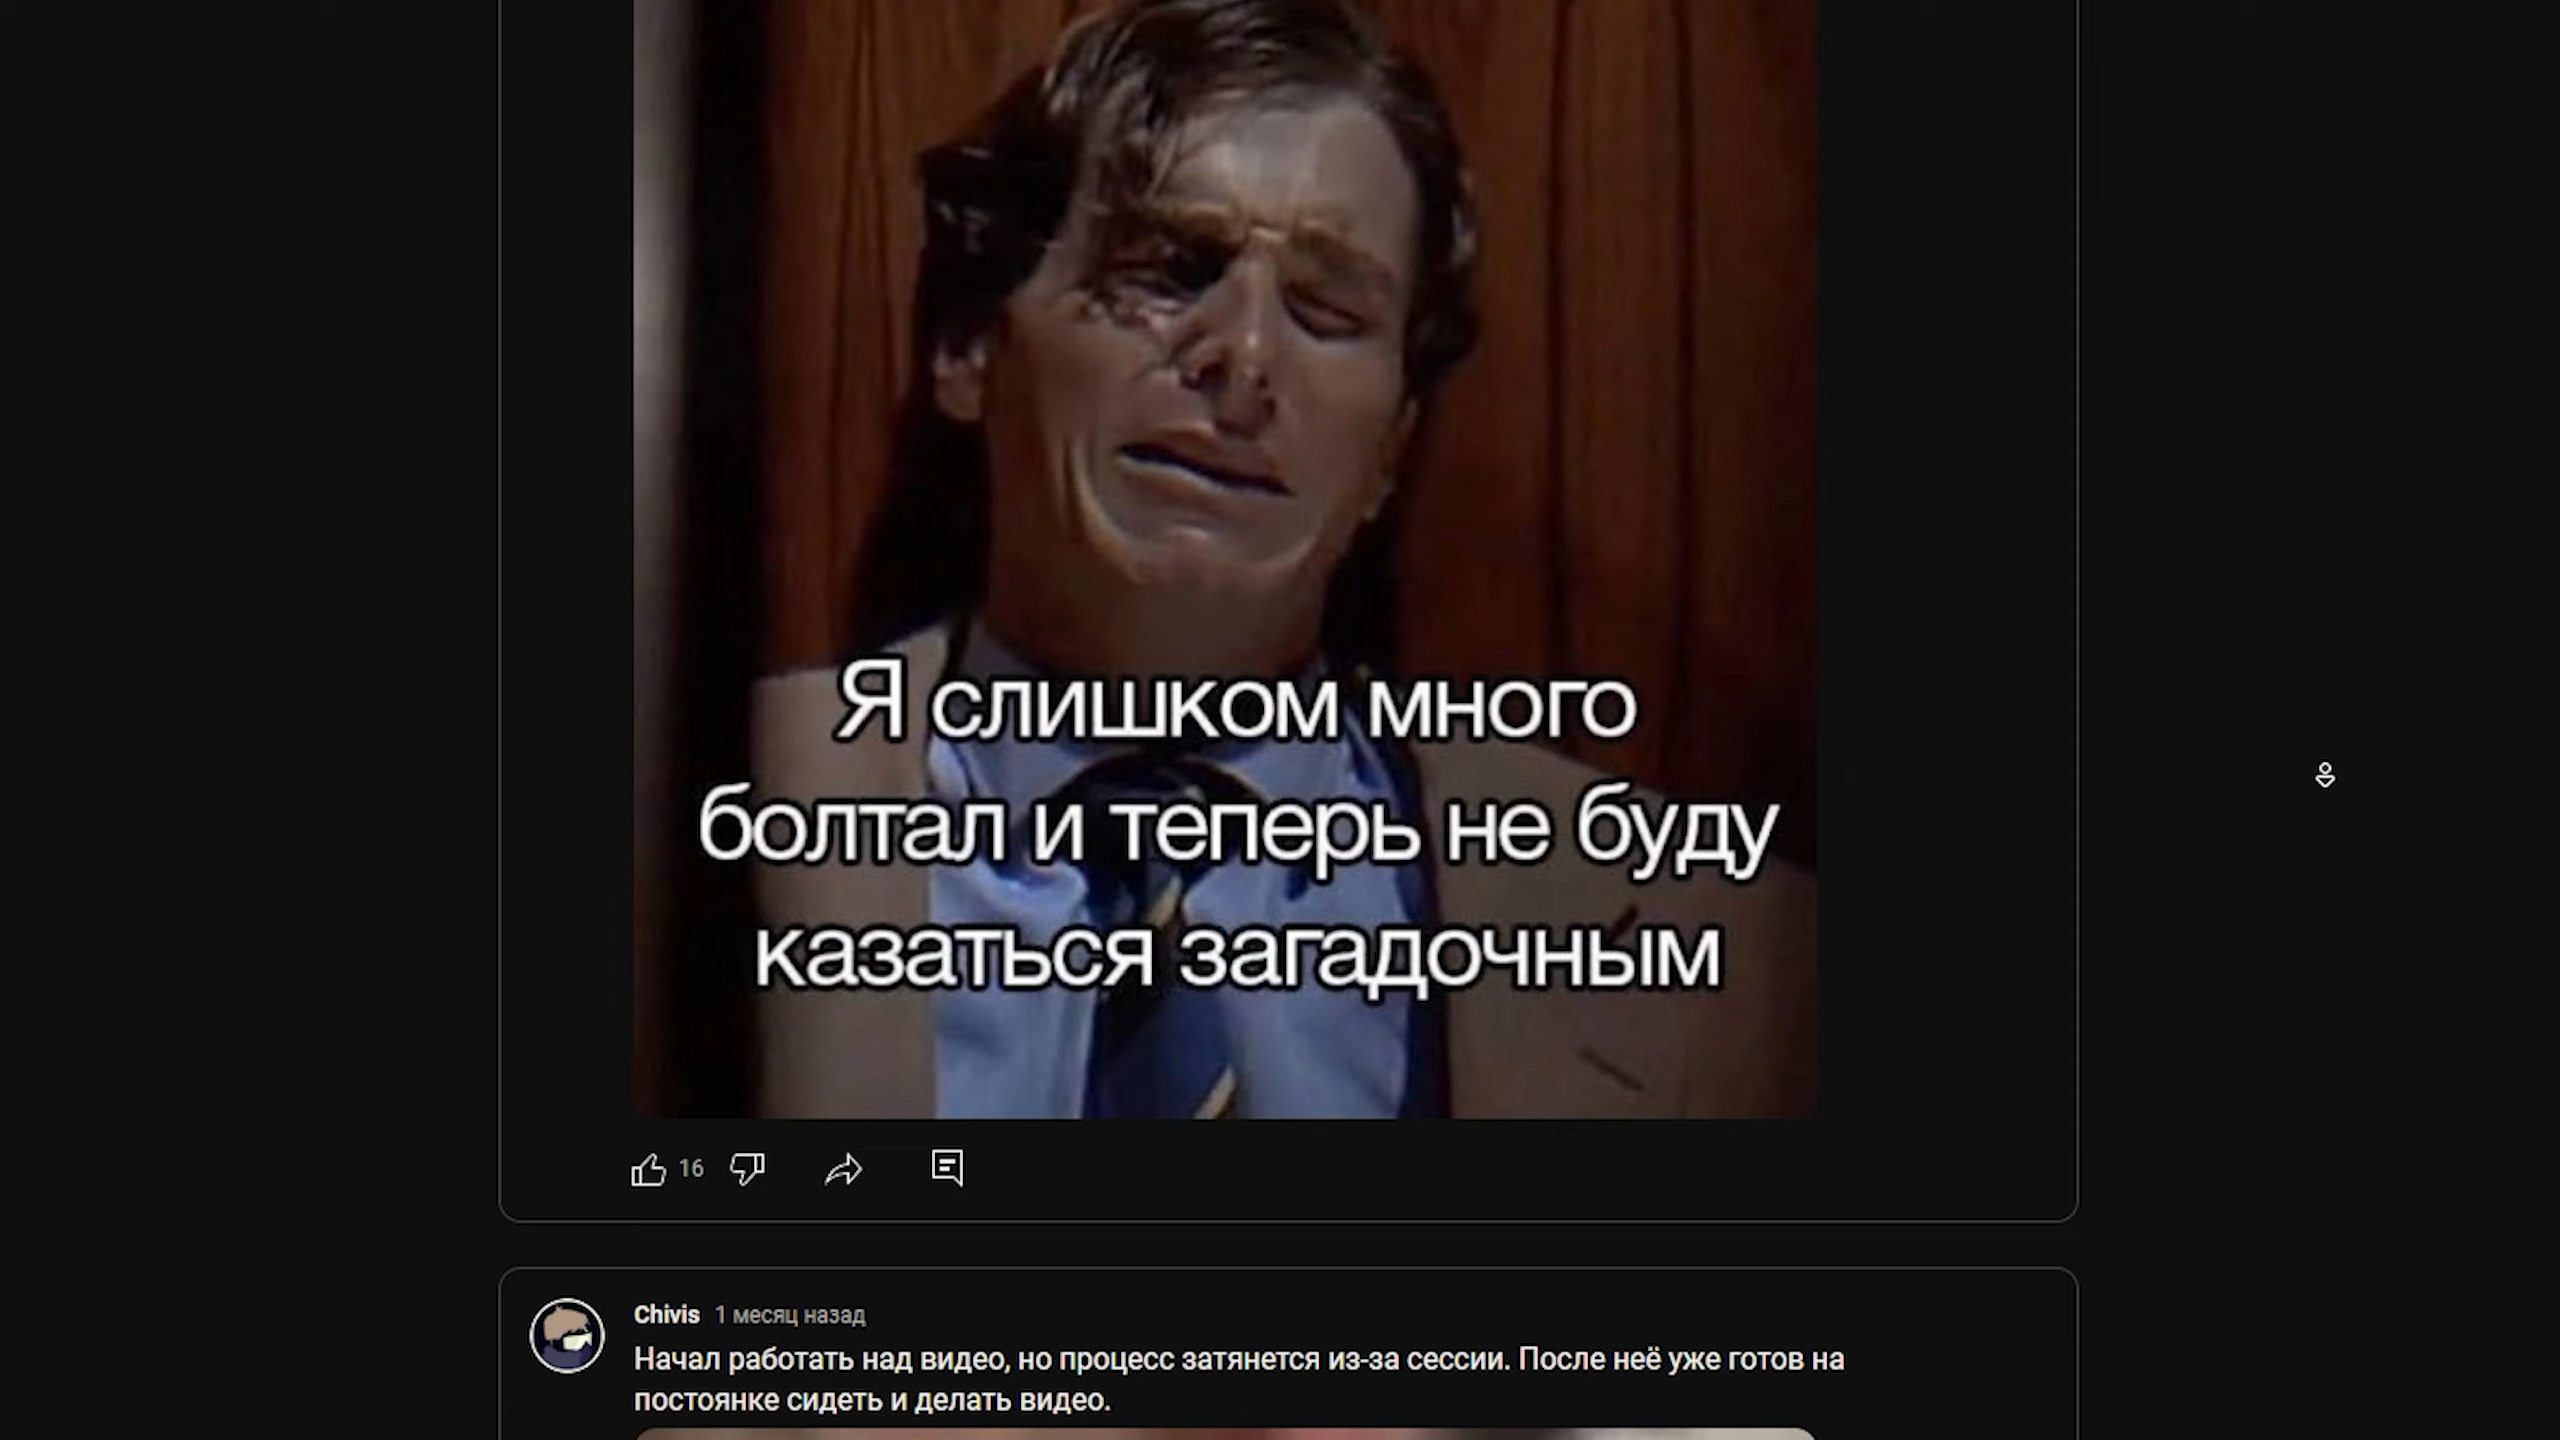 Я слишком много
болтал и теперь не буду
казаться загадочным
16
Chivis 1 месяц назад
Начал работать над видео, но процесс затянется из-за сессии. После неё уже готов на
постоянке сидеть и делать видео.